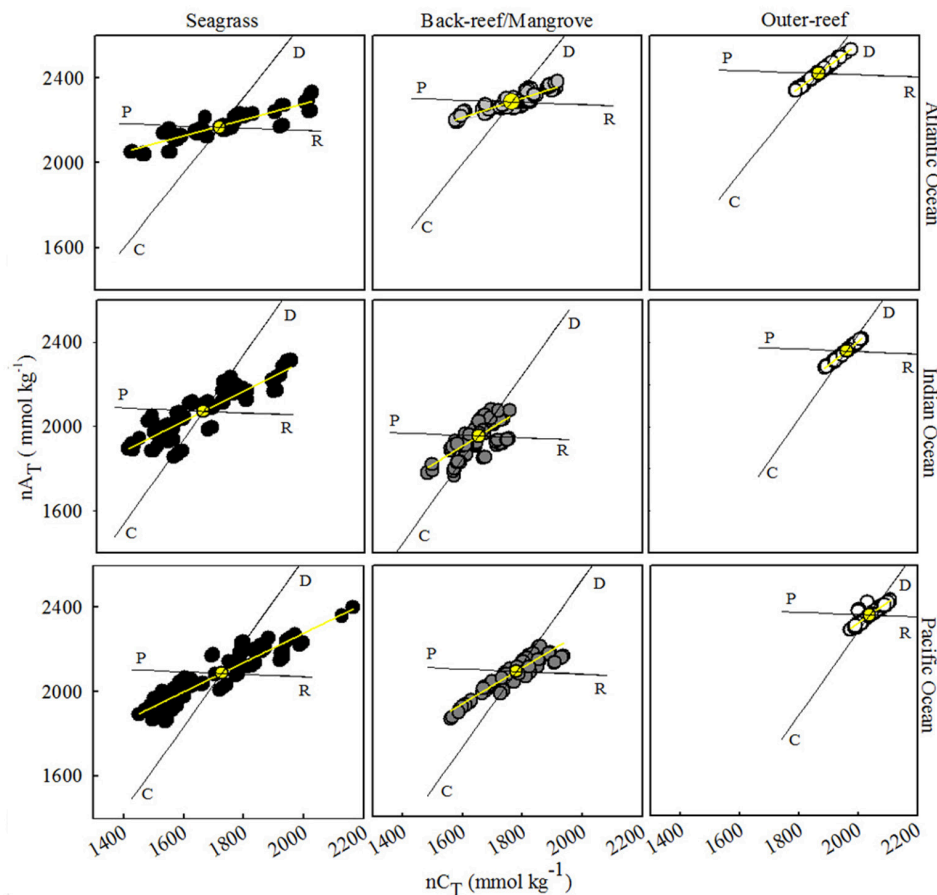 Seagrass Back-reef/Mangrove Outer-reef
D D D
2400 P P P
R R R
2000
1600 C C C
Atlantic Ocean
D D D
2400 P P P
R R R
2000
1600 C C C
Indian Ocean
nA_T ( mmol kg⁻¹)
D D D
2400 P P P
R R R
2000
1600 C C C
Pacific Ocean
1400 1600 1800 2000 2200 1400 1600 1800 2000 2200 1400 1600 1800 2000 2200
nC_T (mmol kg⁻¹)